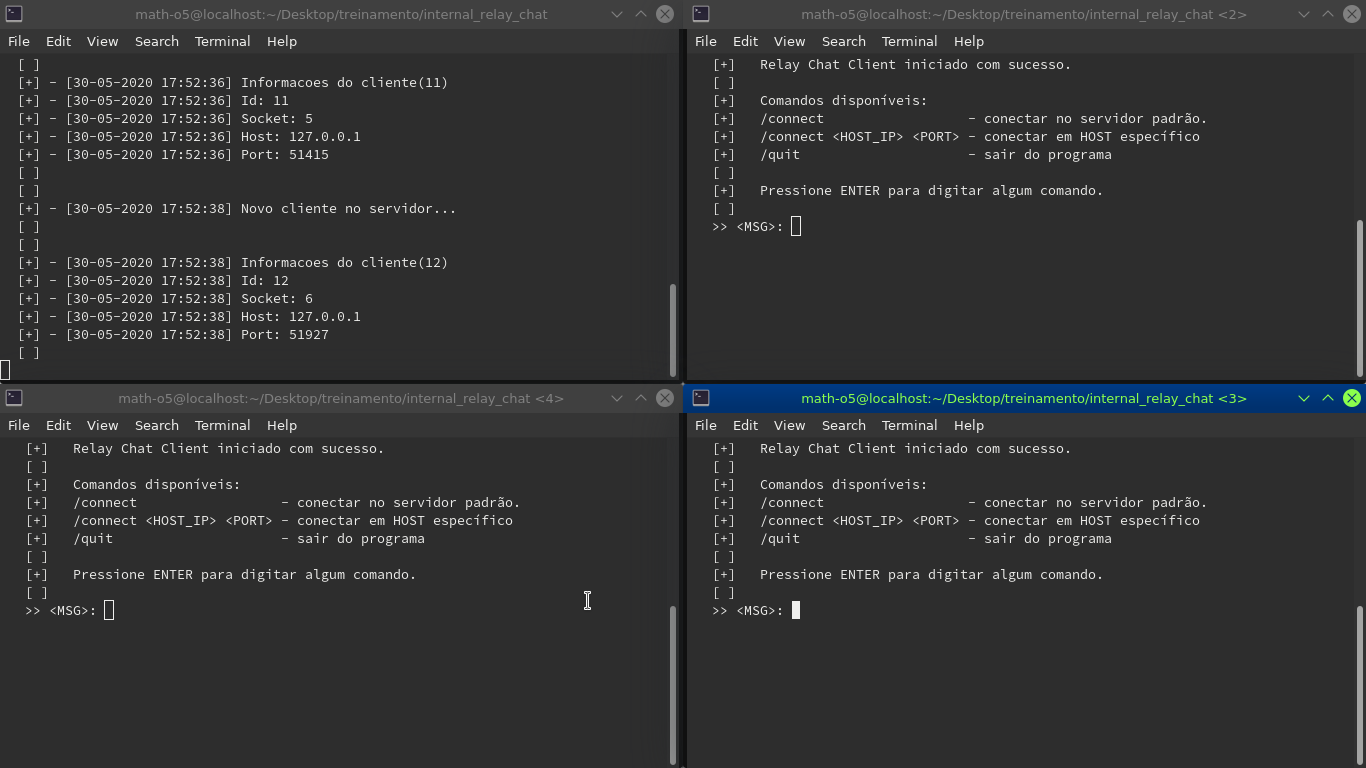 math-o5@localhost:~/Desktop/treinamento/internal_relay_chat
File Edit View Search Terminal Help
[ ]
[+] - [30-05-2020 17:52:36] Informacoes do cliente(11)
[+] - [30-05-2020 17:52:36] Id: 11
[+] - [30-05-2020 17:52:36] Socket: 5
[+] - [30-05-2020 17:52:36] Host: 127.0.0.1
[+] - [30-05-2020 17:52:36] Port: 51415
[ ]
[ ]
[+] - [30-05-2020 17:52:38] Novo cliente no servidor...
[ ]
[ ]
[+] - [30-05-2020 17:52:38] Informacoes do cliente(12)
[+] - [30-05-2020 17:52:38] Id: 12
[+] - [30-05-2020 17:52:38] Socket: 6
[+] - [30-05-2020 17:52:38] Host: 127.0.0.1
[+] - [30-05-2020 17:52:38] Port: 51927
[ ]
math-o5@localhost:~/Desktop/treinamento/internal_relay_chat <2>
File Edit View Search Terminal Help
[+] Relay Chat Client iniciado com sucesso.
[ ]
[+] Comandos disponíveis:
[+] /connect - conectar no servidor padrão.
[+] /connect <HOST_IP> <PORT> - conectar em HOST específico
[+] /quit - sair do programa
[ ]
[+] Pressione ENTER para digitar algum comando.
[ ]
>> <MSG>:
math-o5@localhost:~/Desktop/treinamento/internal_relay_chat <4>
File Edit View Search Terminal Help
[+] Relay Chat Client iniciado com sucesso.
[ ]
[+] Comandos disponíveis:
[+] /connect - conectar no servidor padrão.
[+] /connect <HOST_IP> <PORT> - conectar em HOST específico
[+] /quit - sair do programa
[ ]
[+] Pressione ENTER para digitar algum comando.
[ ]
>> <MSG>:
math-o5@localhost:~/Desktop/treinamento/internal_relay_chat <3>
File Edit View Search Terminal Help
[+] Relay Chat Client iniciado com sucesso.
[ ]
[+] Comandos disponíveis:
[+] /connect - conectar no servidor padrão.
[+] /connect <HOST_IP> <PORT> - conectar em HOST específico
[+] /quit - sair do programa
[ ]
[+] Pressione ENTER para digitar algum comando.
[ ]
>> <MSG>: